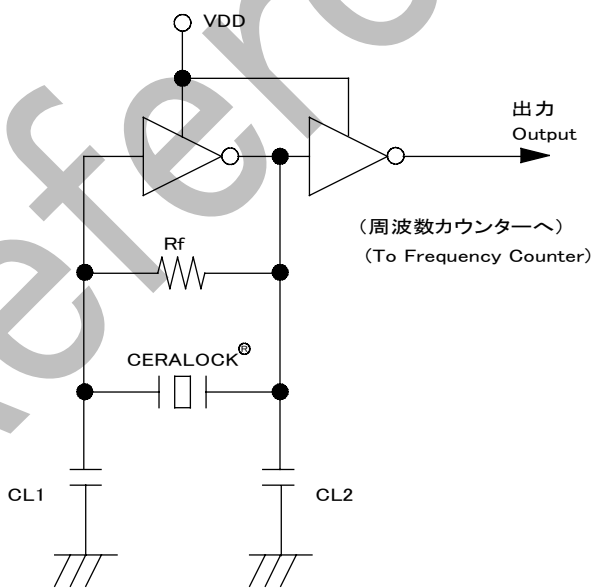 VDD
出力
Output
(周波数カウンターへ)
(To Frequency Counter)
Rf
CERALOCK®
CL1
CL2